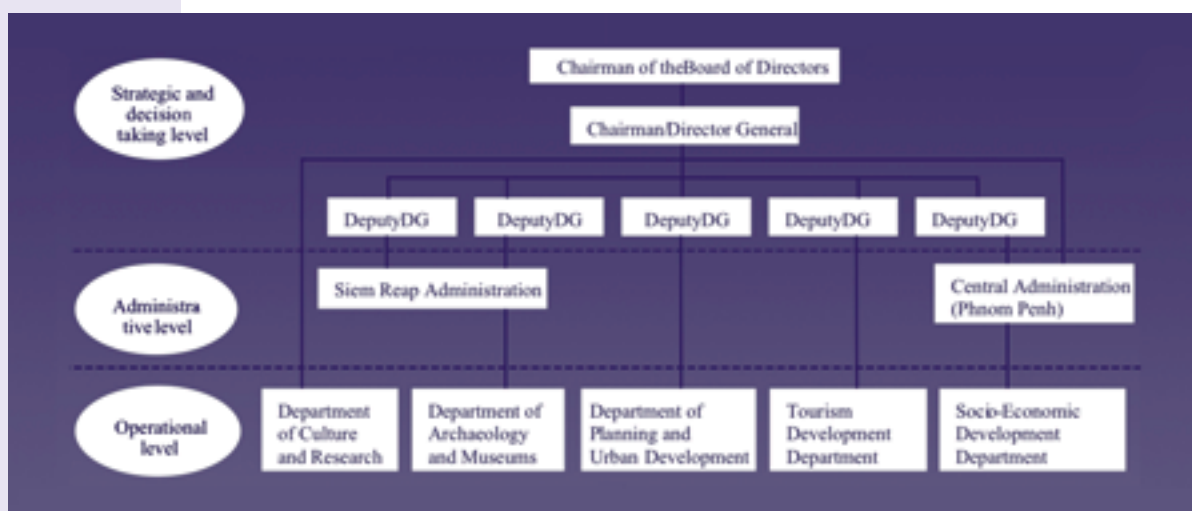 Chairman of theBoard of Directors
Strategic and
decision
taking level
Chairman/Director General
DeputyDG
DeputyDG
DeputyDG
DeputyDG
DeputyDG
Administra
tive level
Siem Reap Administration
Central Administration
(Phnom Penh)
Operational
level
Department
of Culture
and Research
Department of
Archaeology
and Museums
Department of
Planning and
Urban Development
Tourism
Development
Department
Socio-Economic
Development
Department